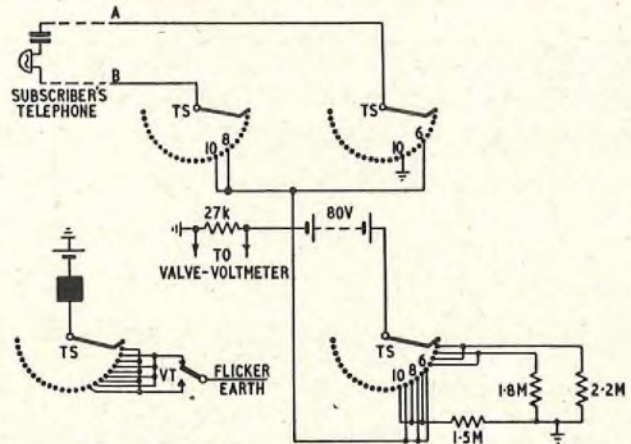 A
B
SUBSCRIBER'S
TELEPHONE
TS
10
8
TS
10
6
27k
80V
TO
VALVE-VOLTMETER
TS
VT
FLICKER
EARTH
TS
10
8
6
1·8M
2·2M
1·5M